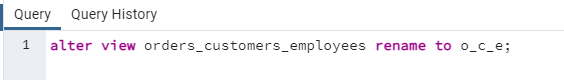 Query Query History
1 alter view orders_customers_employees rename to o_c_e;